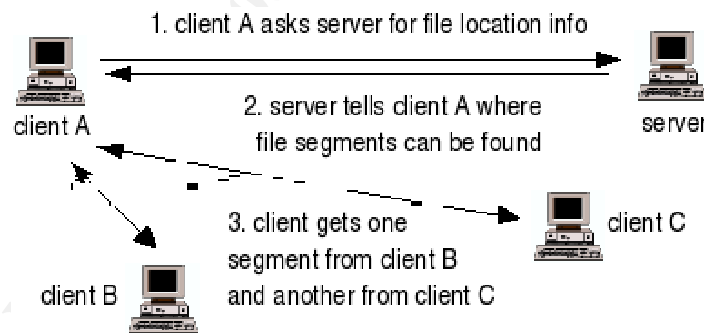 1. client A asks server for file location info
client A
2. server tells client A where
file segments can be found
server
3. client gets one
segment from client B
and another from client C
client C
client B